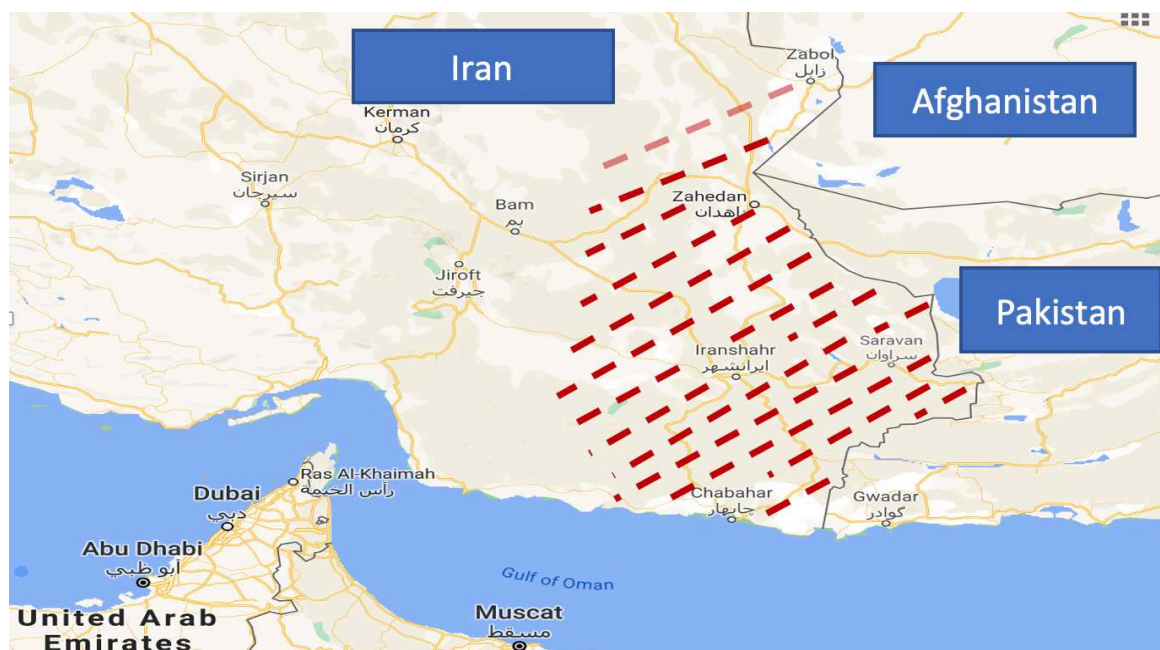 Iran
Zabol
زابل
Afghanistan
Kerman
کرمان
Sirjan
سیرجان
Zahedan
زاهدان
Bam
بم
Jiroft
جیرفت
Pakistan
Saravan
سراوان
Iranshahr
ایرانشهر
Ras Al-Khaimah
رأس الخيمة
Dubai
دبي
Chabahar
چابهار
Gwadar
گوادر
Abu Dhabi
أبو ظبي
Gulf of Oman
Muscat
مسقط
United Arab
Emirates